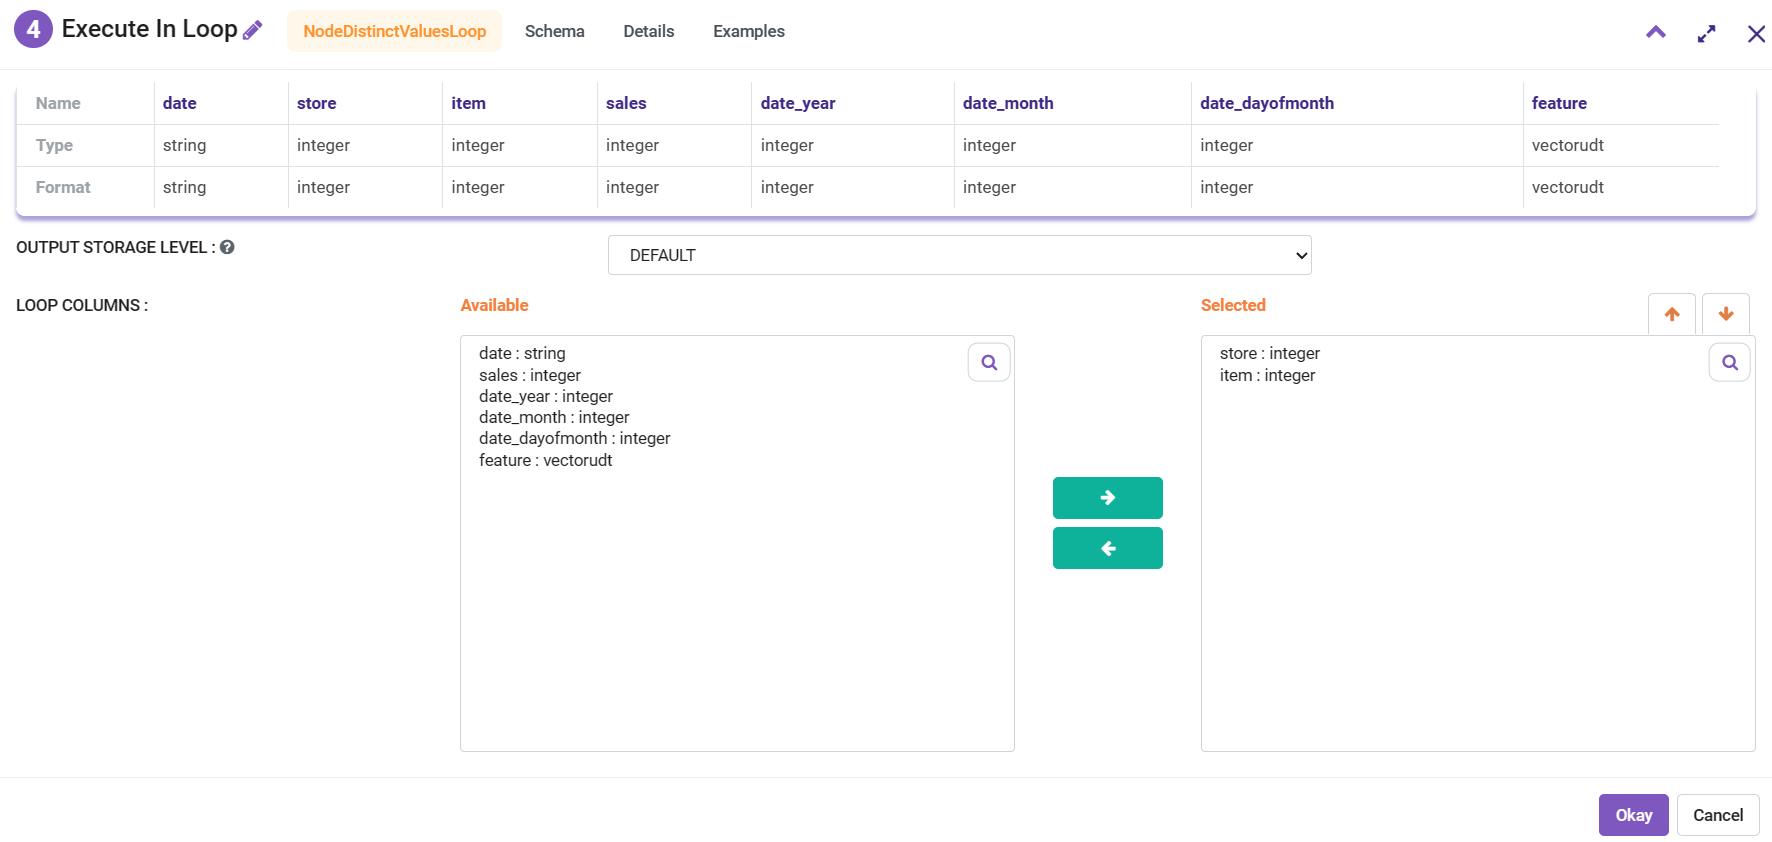 4 Execute In Loop NodeDistinctValuesLoop Schema Details Examples
Name date store item sales date_year date_month date_dayofmonth feature
Type string integer integer integer integer integer integer vectorudt
Format string integer integer integer integer integer integer vectorudt
OUTPUT STORAGE LEVEL : ? DEFAULT
LOOP COLUMNS : Available Selected
date : string
sales : integer
date_year : integer
date_month : integer
date_dayofmonth : integer
feature : vectorudt
store : integer
item : integer
Okay Cancel